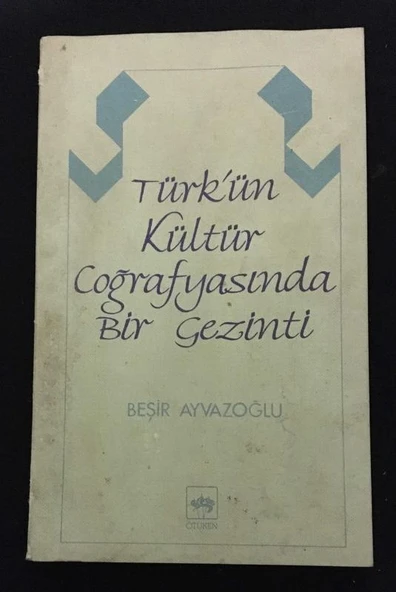 Türk'ün
Kültür
Coğrafyasında
Bir Gezinti
BEŞİR AYVAZOĞLU
ÖTÜKEN